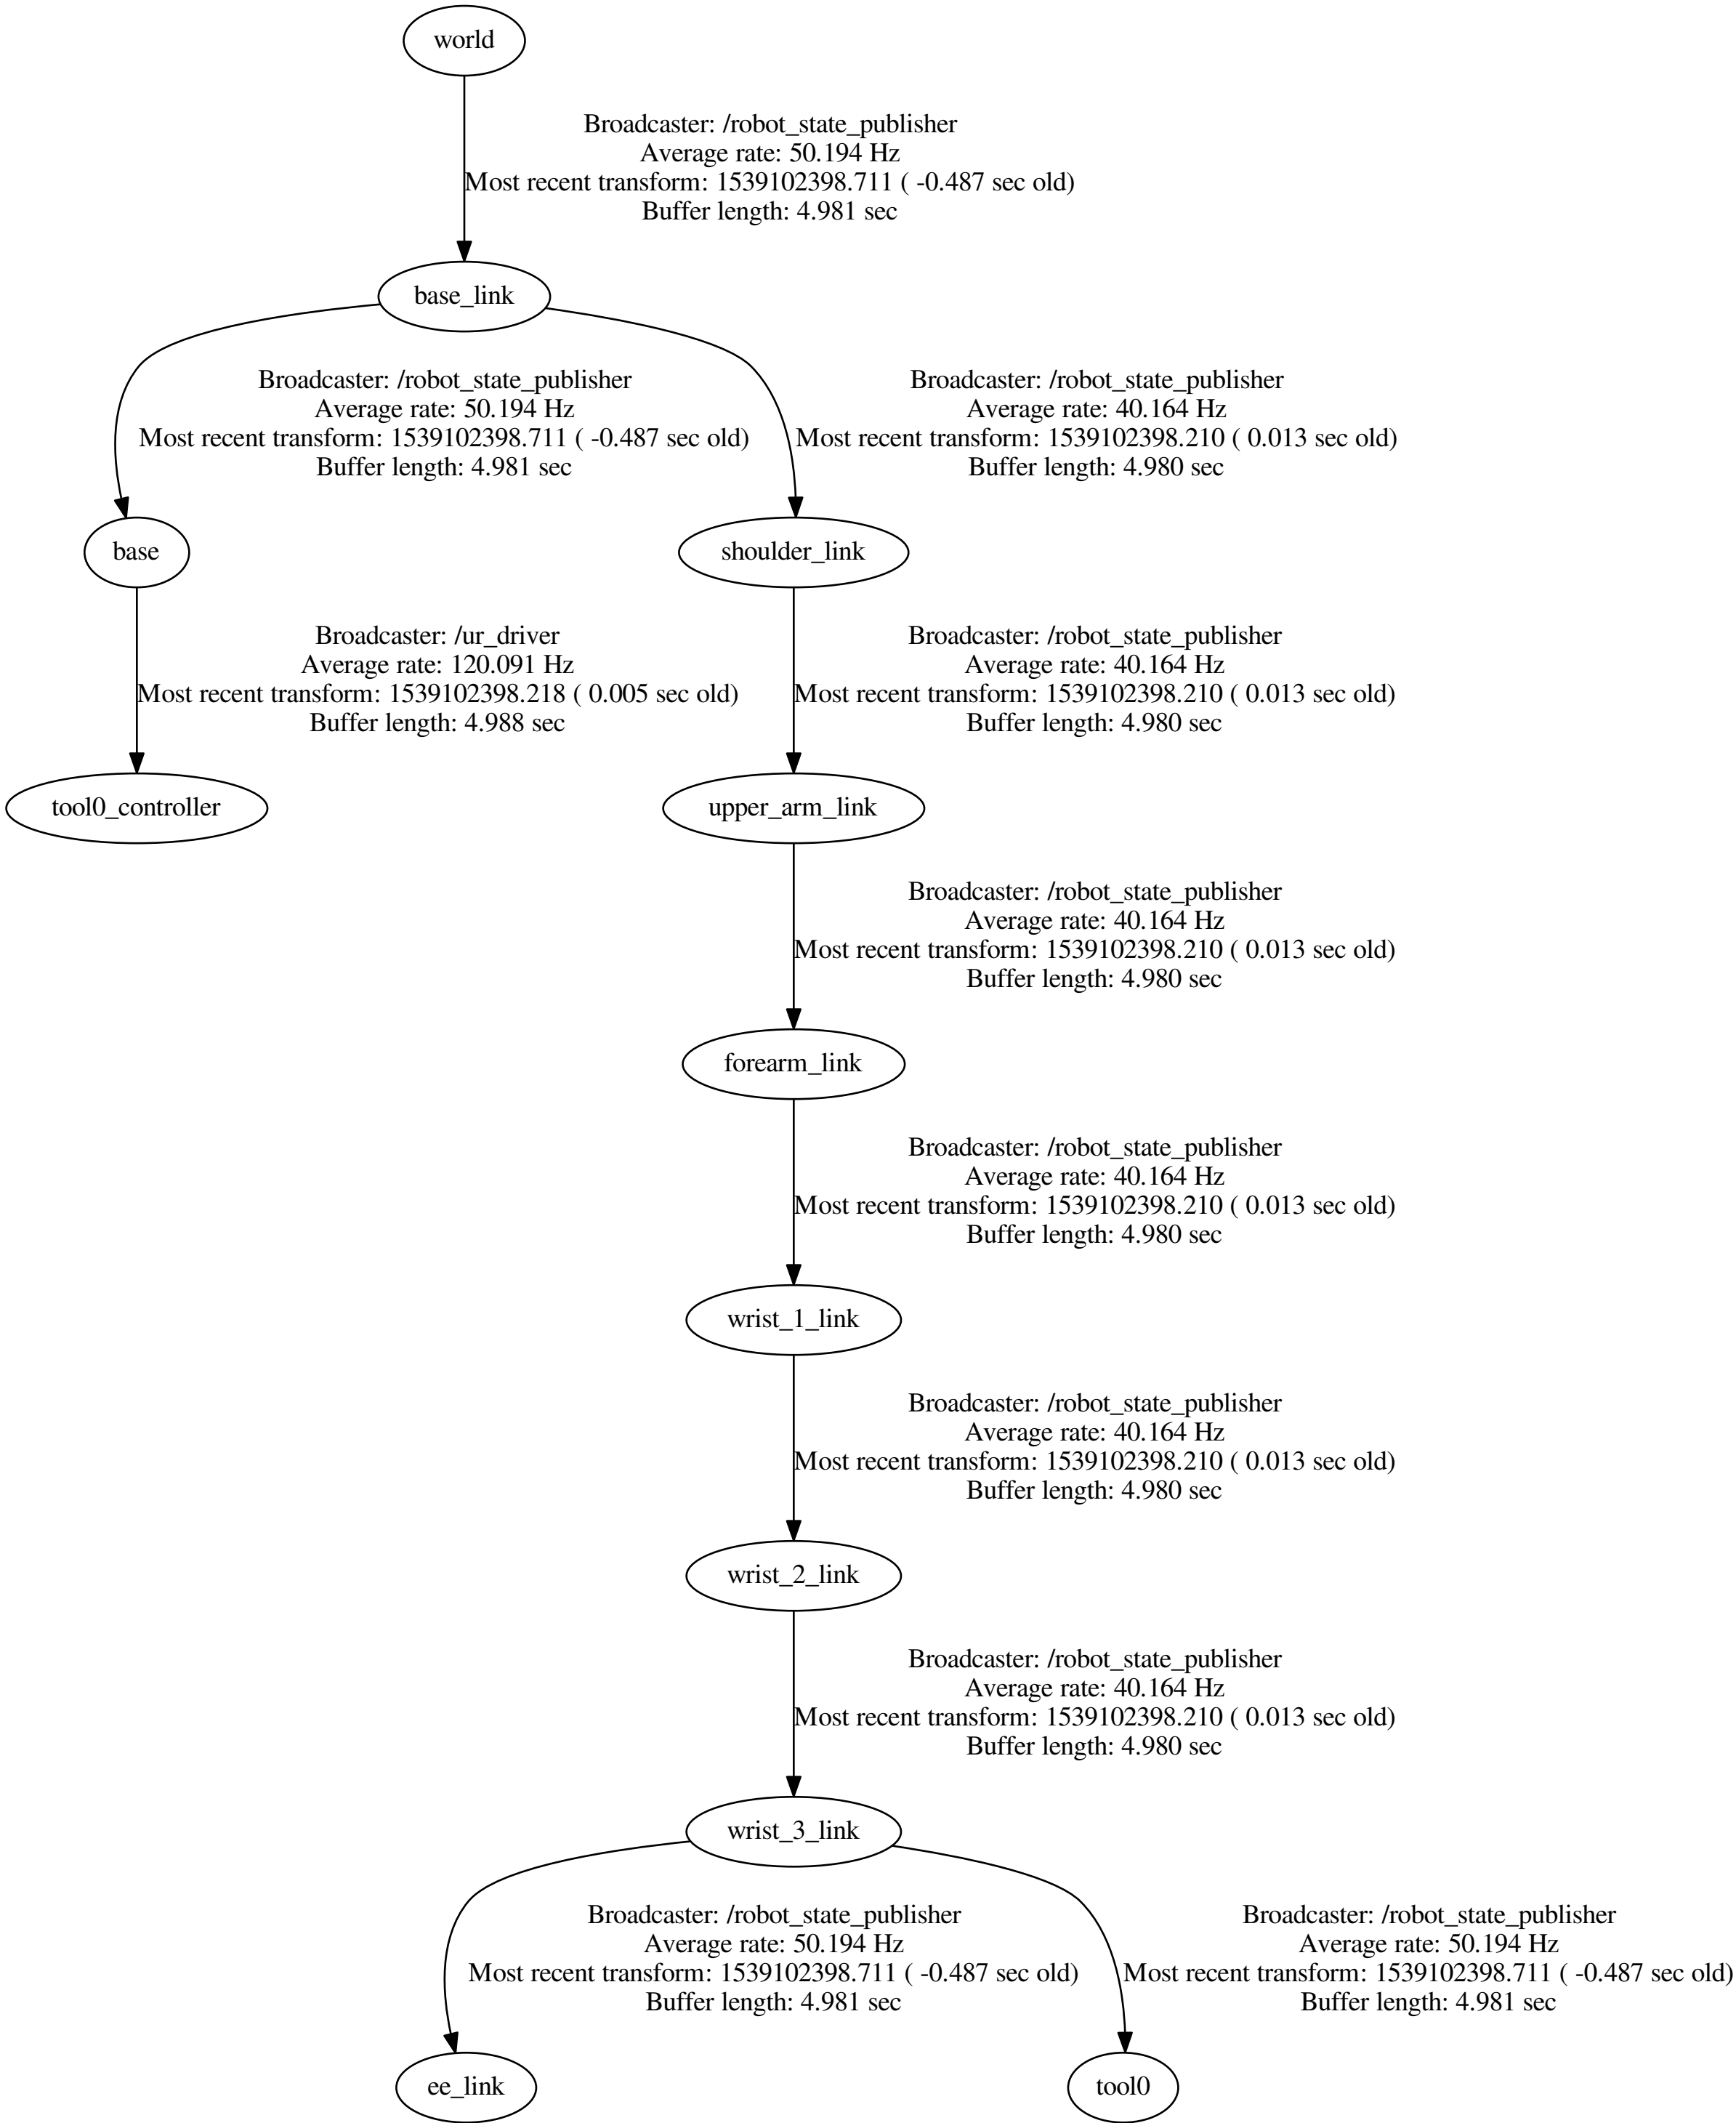 world
Broadcaster: /robot_state_publisher
Average rate: 50.194 Hz
Most recent transform: 1539102398.711 ( -0.487 sec old)
Buffer length: 4.981 sec
base_link
Broadcaster: /robot_state_publisher
Average rate: 50.194 Hz
Most recent transform: 1539102398.711 ( -0.487 sec old)
Buffer length: 4.981 sec
Broadcaster: /robot_state_publisher
Average rate: 40.164 Hz
Most recent transform: 1539102398.210 ( 0.013 sec old)
Buffer length: 4.980 sec
base
shoulder_link
Broadcaster: /ur_driver
Average rate: 120.091 Hz
Most recent transform: 1539102398.218 ( 0.005 sec old)
Buffer length: 4.988 sec
Broadcaster: /robot_state_publisher
Average rate: 40.164 Hz
Most recent transform: 1539102398.210 ( 0.013 sec old)
Buffer length: 4.980 sec
tool0_controller
upper_arm_link
Broadcaster: /robot_state_publisher
Average rate: 40.164 Hz
Most recent transform: 1539102398.210 ( 0.013 sec old)
Buffer length: 4.980 sec
forearm_link
Broadcaster: /robot_state_publisher
Average rate: 40.164 Hz
Most recent transform: 1539102398.210 ( 0.013 sec old)
Buffer length: 4.980 sec
wrist_1_link
Broadcaster: /robot_state_publisher
Average rate: 40.164 Hz
Most recent transform: 1539102398.210 ( 0.013 sec old)
Buffer length: 4.980 sec
wrist_2_link
Broadcaster: /robot_state_publisher
Average rate: 40.164 Hz
Most recent transform: 1539102398.210 ( 0.013 sec old)
Buffer length: 4.980 sec
wrist_3_link
Broadcaster: /robot_state_publisher
Average rate: 50.194 Hz
Most recent transform: 1539102398.711 ( -0.487 sec old)
Buffer length: 4.981 sec
Broadcaster: /robot_state_publisher
Average rate: 50.194 Hz
Most recent transform: 1539102398.711 ( -0.487 sec old)
Buffer length: 4.981 sec
ee_link
tool0